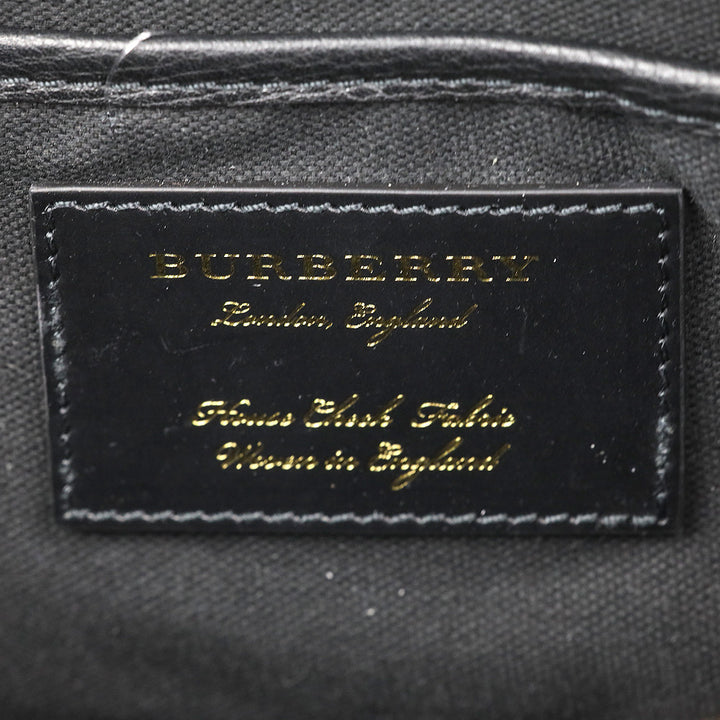 BURBERRY
London, England
House Check Fabric
Woven in England